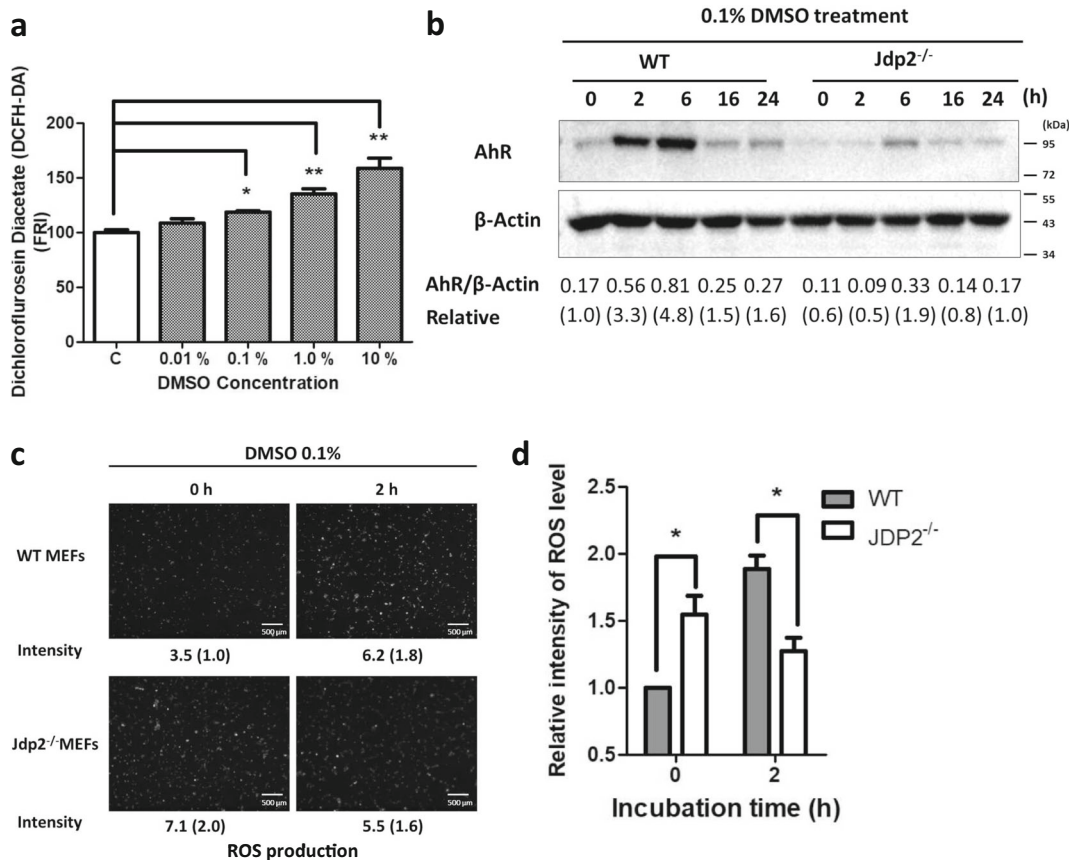 a
Dichloroflurosein Diacetate (DCFH-DA)
(FRI)
200
150
100
50
0
*
**
**
C 0.01 % 0.1 % 1.0 % 10 %
DMSO Concentration
b
0.1% DMSO treatment
WT Jdp2-/-
0 2 6 16 24 0 2 6 16 24 (h)
(kDa)
AhR
95
72
β-Actin
55
43
34
AhR/β-Actin 0.17 0.56 0.81 0.25 0.27 0.11 0.09 0.33 0.14 0.17
Relative (1.0) (3.3) (4.8) (1.5) (1.6) (0.6) (0.5) (1.9) (0.8) (1.0)
c
DMSO 0.1%
0 h 2 h
WT MEFs
500 μm 500 μm
Intensity 3.5 (1.0) 6.2 (1.8)
Jdp2-/-MEFs
500 μm 500 μm
Intensity 7.1 (2.0) 5.5 (1.6)
ROS production
d
Relative intensity of ROS level
2.5
2.0
1.5
1.0
0.5
*
*
WT
JDP2-/-
0 2
Incubation time (h)